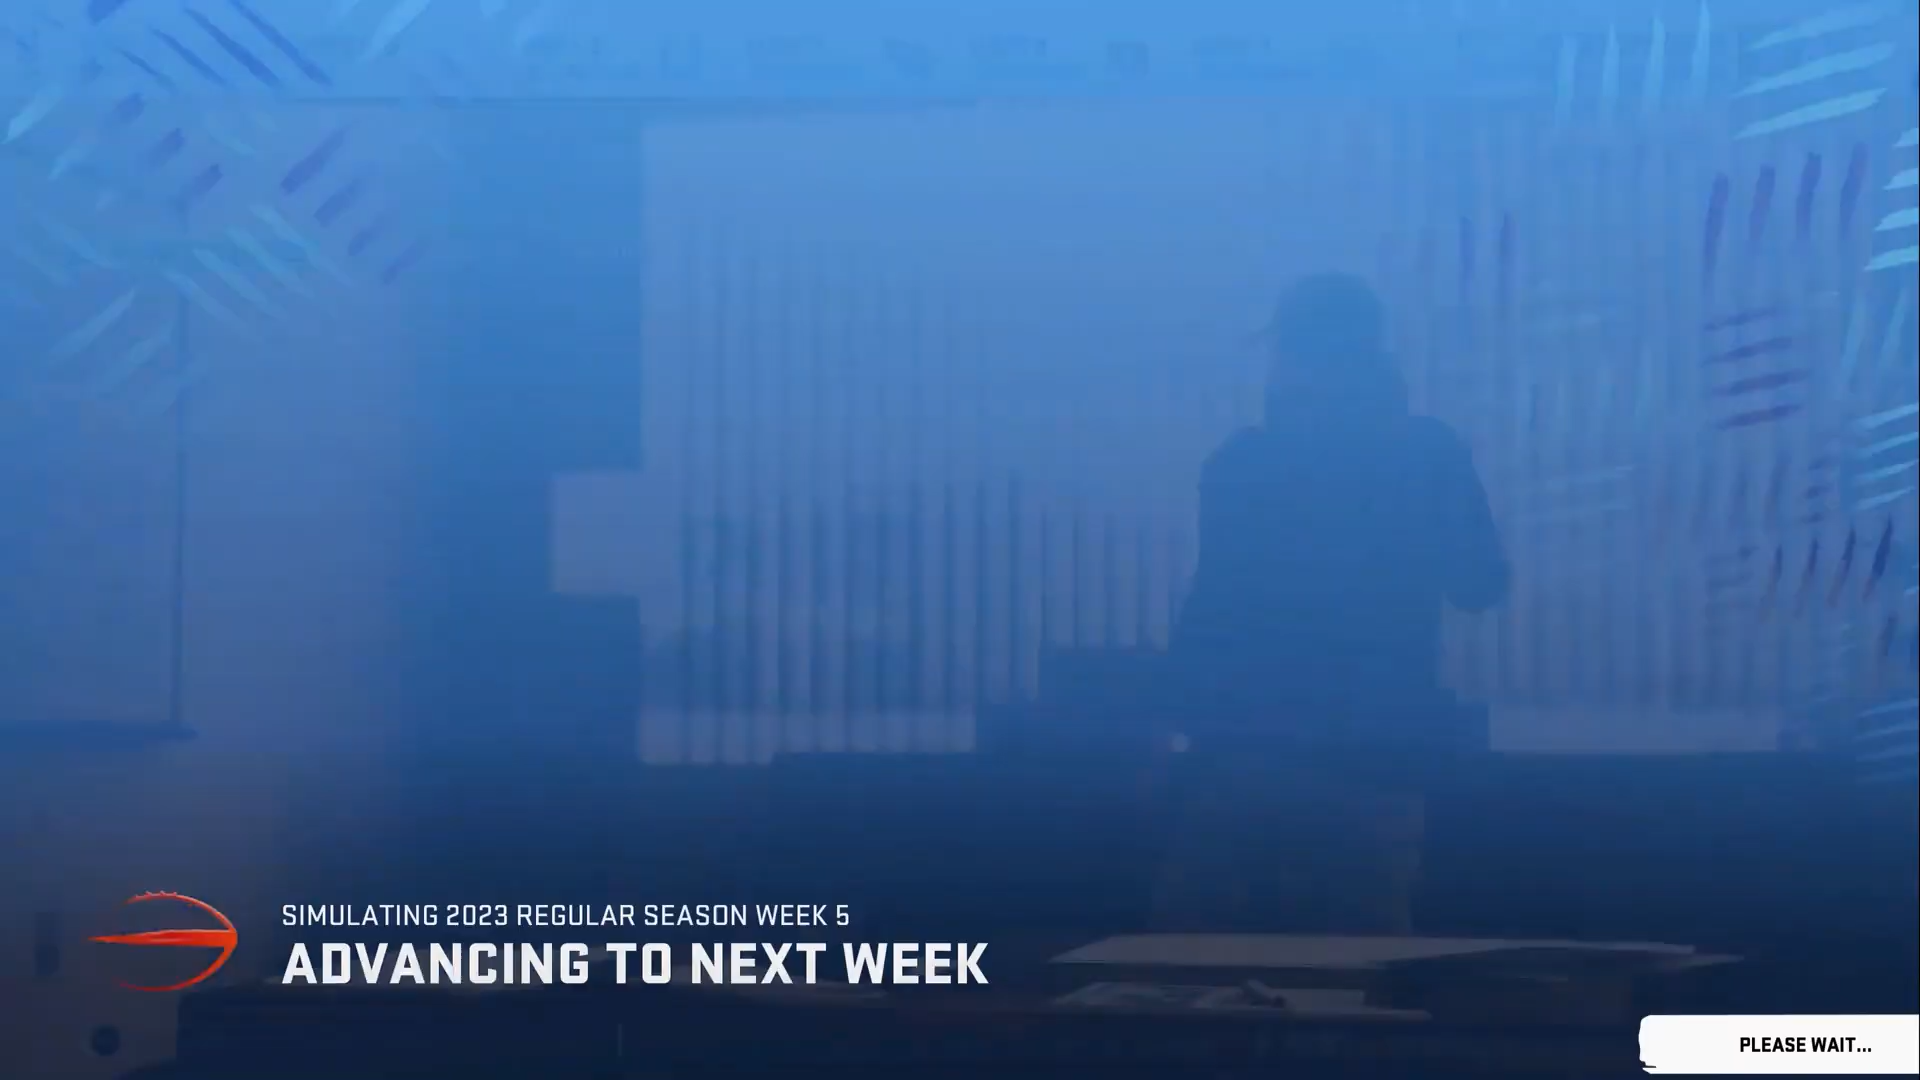 SIMULATING 2023 REGULAR SEASON WEEK 5
ADVANCING TO NEXT WEEK
PLEASE WAIT...